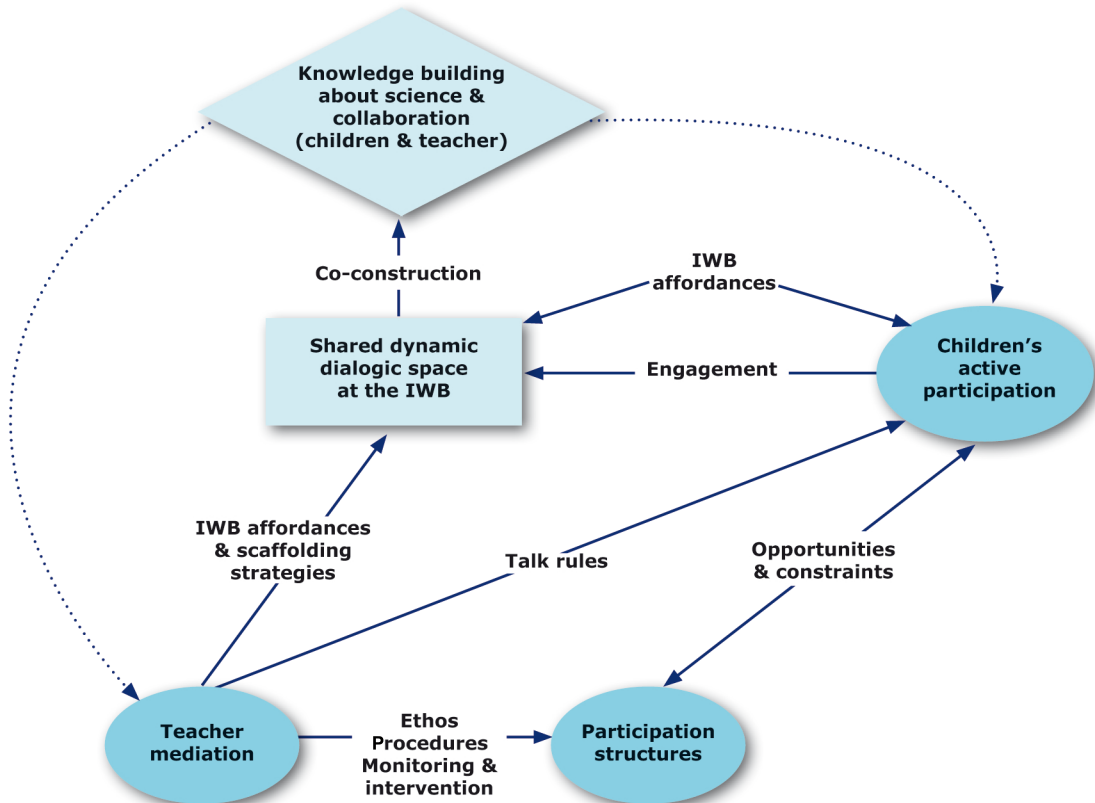 Knowledge building
about science &
collaboration
(children & teacher)
Co-construction
IWB
affordances
Shared dynamic
dialogic space
at the IWB
Engagement
Children’s
active
participation
IWB affordances
& scaffolding
strategies
Talk rules
Opportunities
& constraints
Teacher
mediation
Ethos
Procedures
Monitoring &
intervention
Participation
structures